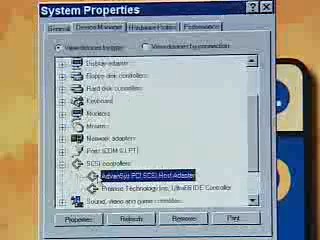 System Properties
General Device Manager Hardware Profiles Performance
View devices by type View devices by connection
Display adapters
Floppy disk controllers
Hard disk controllers
Keyboard
Modems
Mouse
Network adapters
Ports (COM & LPT)
SCSI controllers
AdvanSys PCI SCSI Host Adapter
Promise Technology Inc. Ultra66 IDE Controller
Sound, video and game controllers
Properties Refresh Remove Print